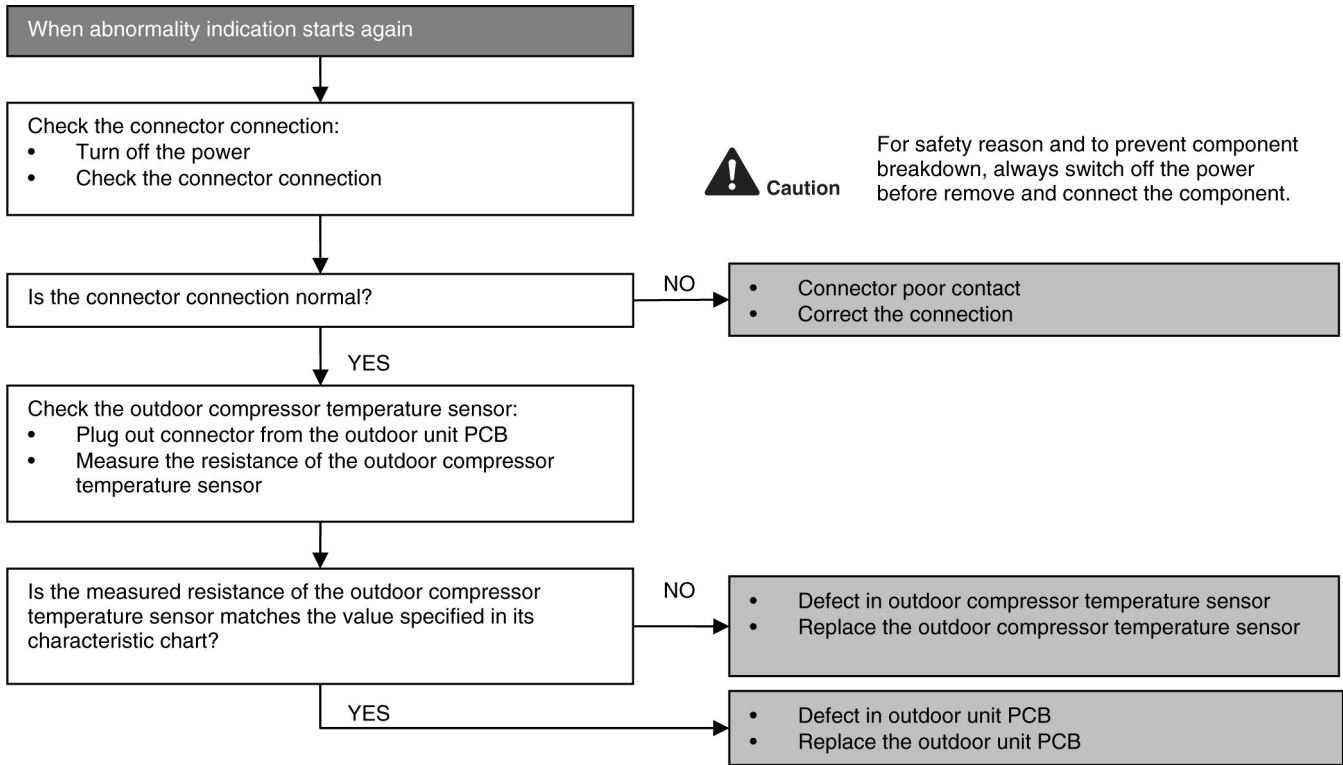 When abnormality indication starts again
Check the connector connection:
• Turn off the power
• Check the connector connection
Caution
For safety reason and to prevent component
breakdown, always switch off the power
before remove and connect the component.
Is the connector connection normal?
NO
• Connector poor contact
• Correct the connection
YES
Check the outdoor compressor temperature sensor:
• Plug out connector from the outdoor unit PCB
• Measure the resistance of the outdoor compressor
temperature sensor
Is the measured resistance of the outdoor compressor
temperature sensor matches the value specified in its
characteristic chart?
NO
• Defect in outdoor compressor temperature sensor
• Replace the outdoor compressor temperature sensor
YES
• Defect in outdoor unit PCB
• Replace the outdoor unit PCB